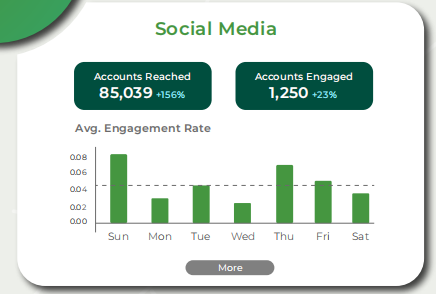 Social Media
Accounts Reached
85,039 +156%
Accounts Engaged
1,250 +23%
Avg. Engagement Rate
0.08
0.06
0.04
0.02
0.00
Sun Mon Tue Wed Thu Fri Sat
More